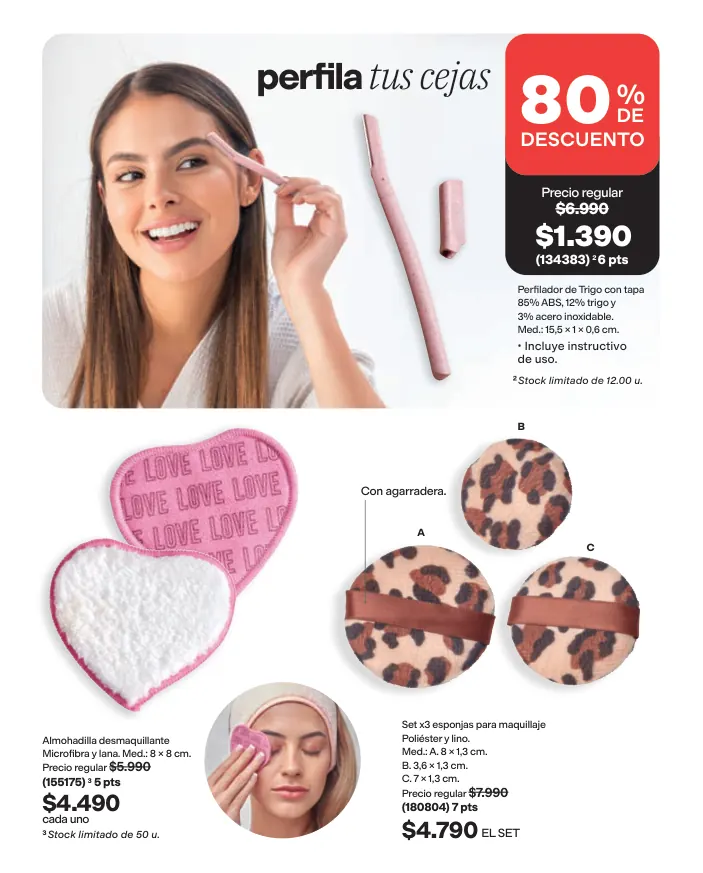 perfila tus cejas
80% DE
DESCUENTO
Precio regular
$6.990
$1.390
(134383) ² 6 pts
Perfilador de Trigo con tapa
85% ABS, 12% trigo y
3% acero inoxidable.
Med.: 15,5 × 1 × 0,6 cm.
• Incluye instructivo
de uso.
² Stock limitado de 12.00 u.
LOVE LOVE LOVE
LOVE LOVE LOVE
LOVE LOVE LOVE
LOVE LOVE
B
Con agarradera.
A
C
Almohadilla desmaquillante
Microfibra y lana. Med.: 8 × 8 cm.
Precio regular $5.990
(155175) ³ 5 pts
$4.490
cada uno
³ Stock limitado de 50 u.
Set x3 esponjas para maquillaje
Poliéster y lino.
Med.: A. 8 × 1,3 cm.
B. 3,6 × 1,3 cm.
C. 7 × 1,3 cm.
Precio regular $7.990
(180804) 7 pts
$4.790 EL SET